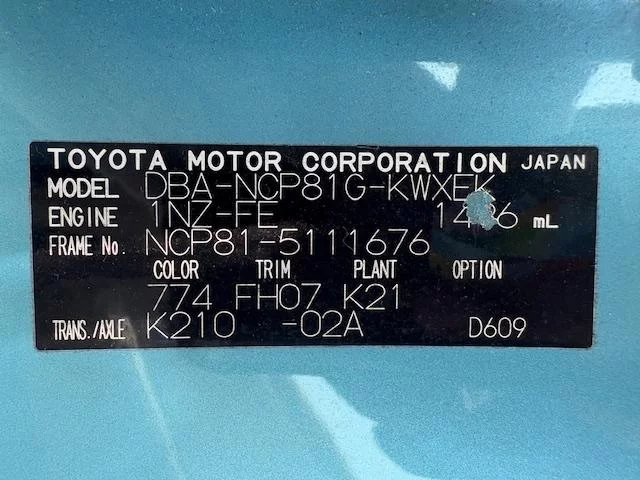 TOYOTA MOTOR CORPORATION JAPAN
MODEL DBA-NCP81G-KWXEK
ENGINE 1NZ-FE mL
FRAME No. NCP81-5111676
COLOR TRIM PLANT OPTION
774 FH07 K21
TRANS./AXLE K210 -02A D609